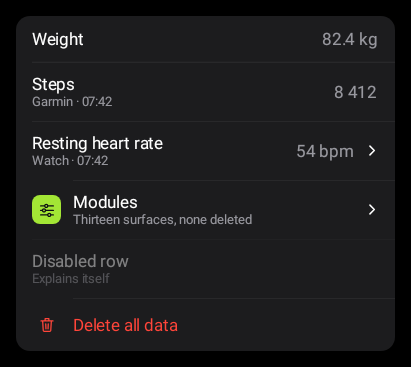 Weight
82.4 kg
Steps
8 412
Garmin · 07:42
Resting heart rate
54 bpm
Watch · 07:42
Modules
Thirteen surfaces, none deleted
Disabled row
Explains itself
Delete all data